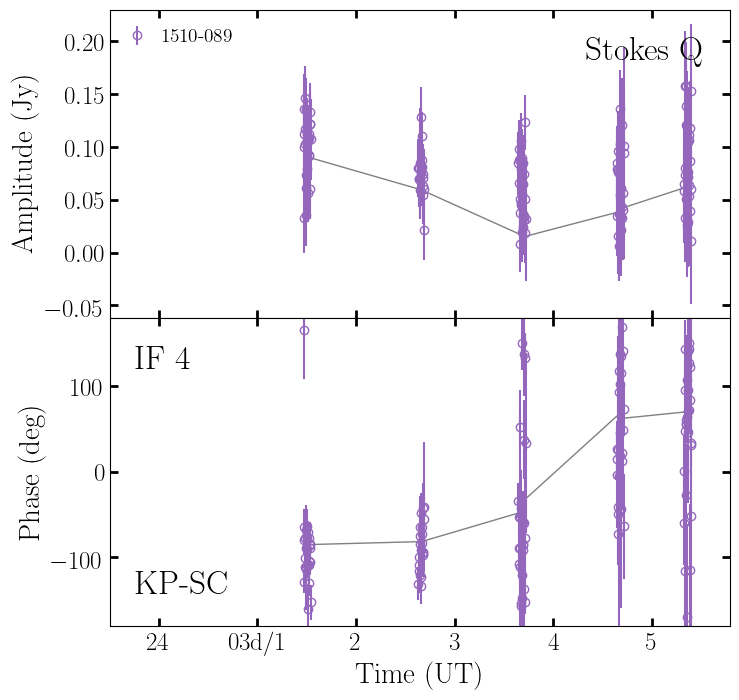 1510-089
Stokes Q
0.20
0.15
0.10
0.05
0.00
−0.05
Amplitude (Jy)
IF 4
100
0
−100
Phase (deg)
KP-SC
24 03d/1 2 3 4 5
Time (UT)